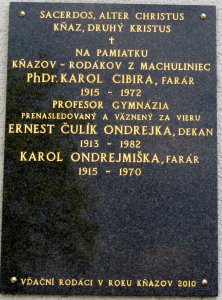 SACERDOS, ALTER CHRISTUS
KŇAZ, DRUHÝ KRISTUS
NA PAMIATKU
KŇAZOV - RODÁKOV Z MACHULINIEC
PhDr. KAROL CIBIRA, FARÁR
1915 - 1972
PROFESOR GYMNÁZIA
PRENASLEDOVANÝ A VÄZNENÝ ZA VIERU
ERNEST ČULÍK ONDREJKA, DEKAN
1913 - 1982
KAROL ONDREJMIŠKA, FARÁR
1915 - 1970
VĎAČNÍ RODÁCI V ROKU KŇAZOV 2010